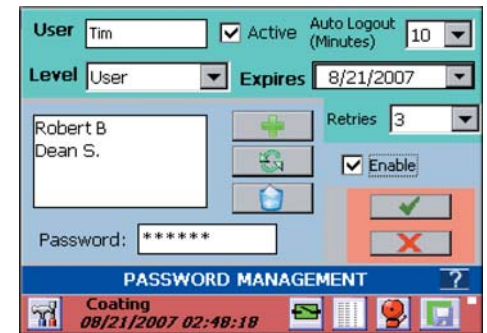 User Tim Active Auto Logout (Minutes) 10
Level User Expires 8/21/2007
Robert B
Dean S.
Retries 3
Enable
Password: ******
PASSWORD MANAGEMENT ?
Coating
08/21/2007 02:48:18